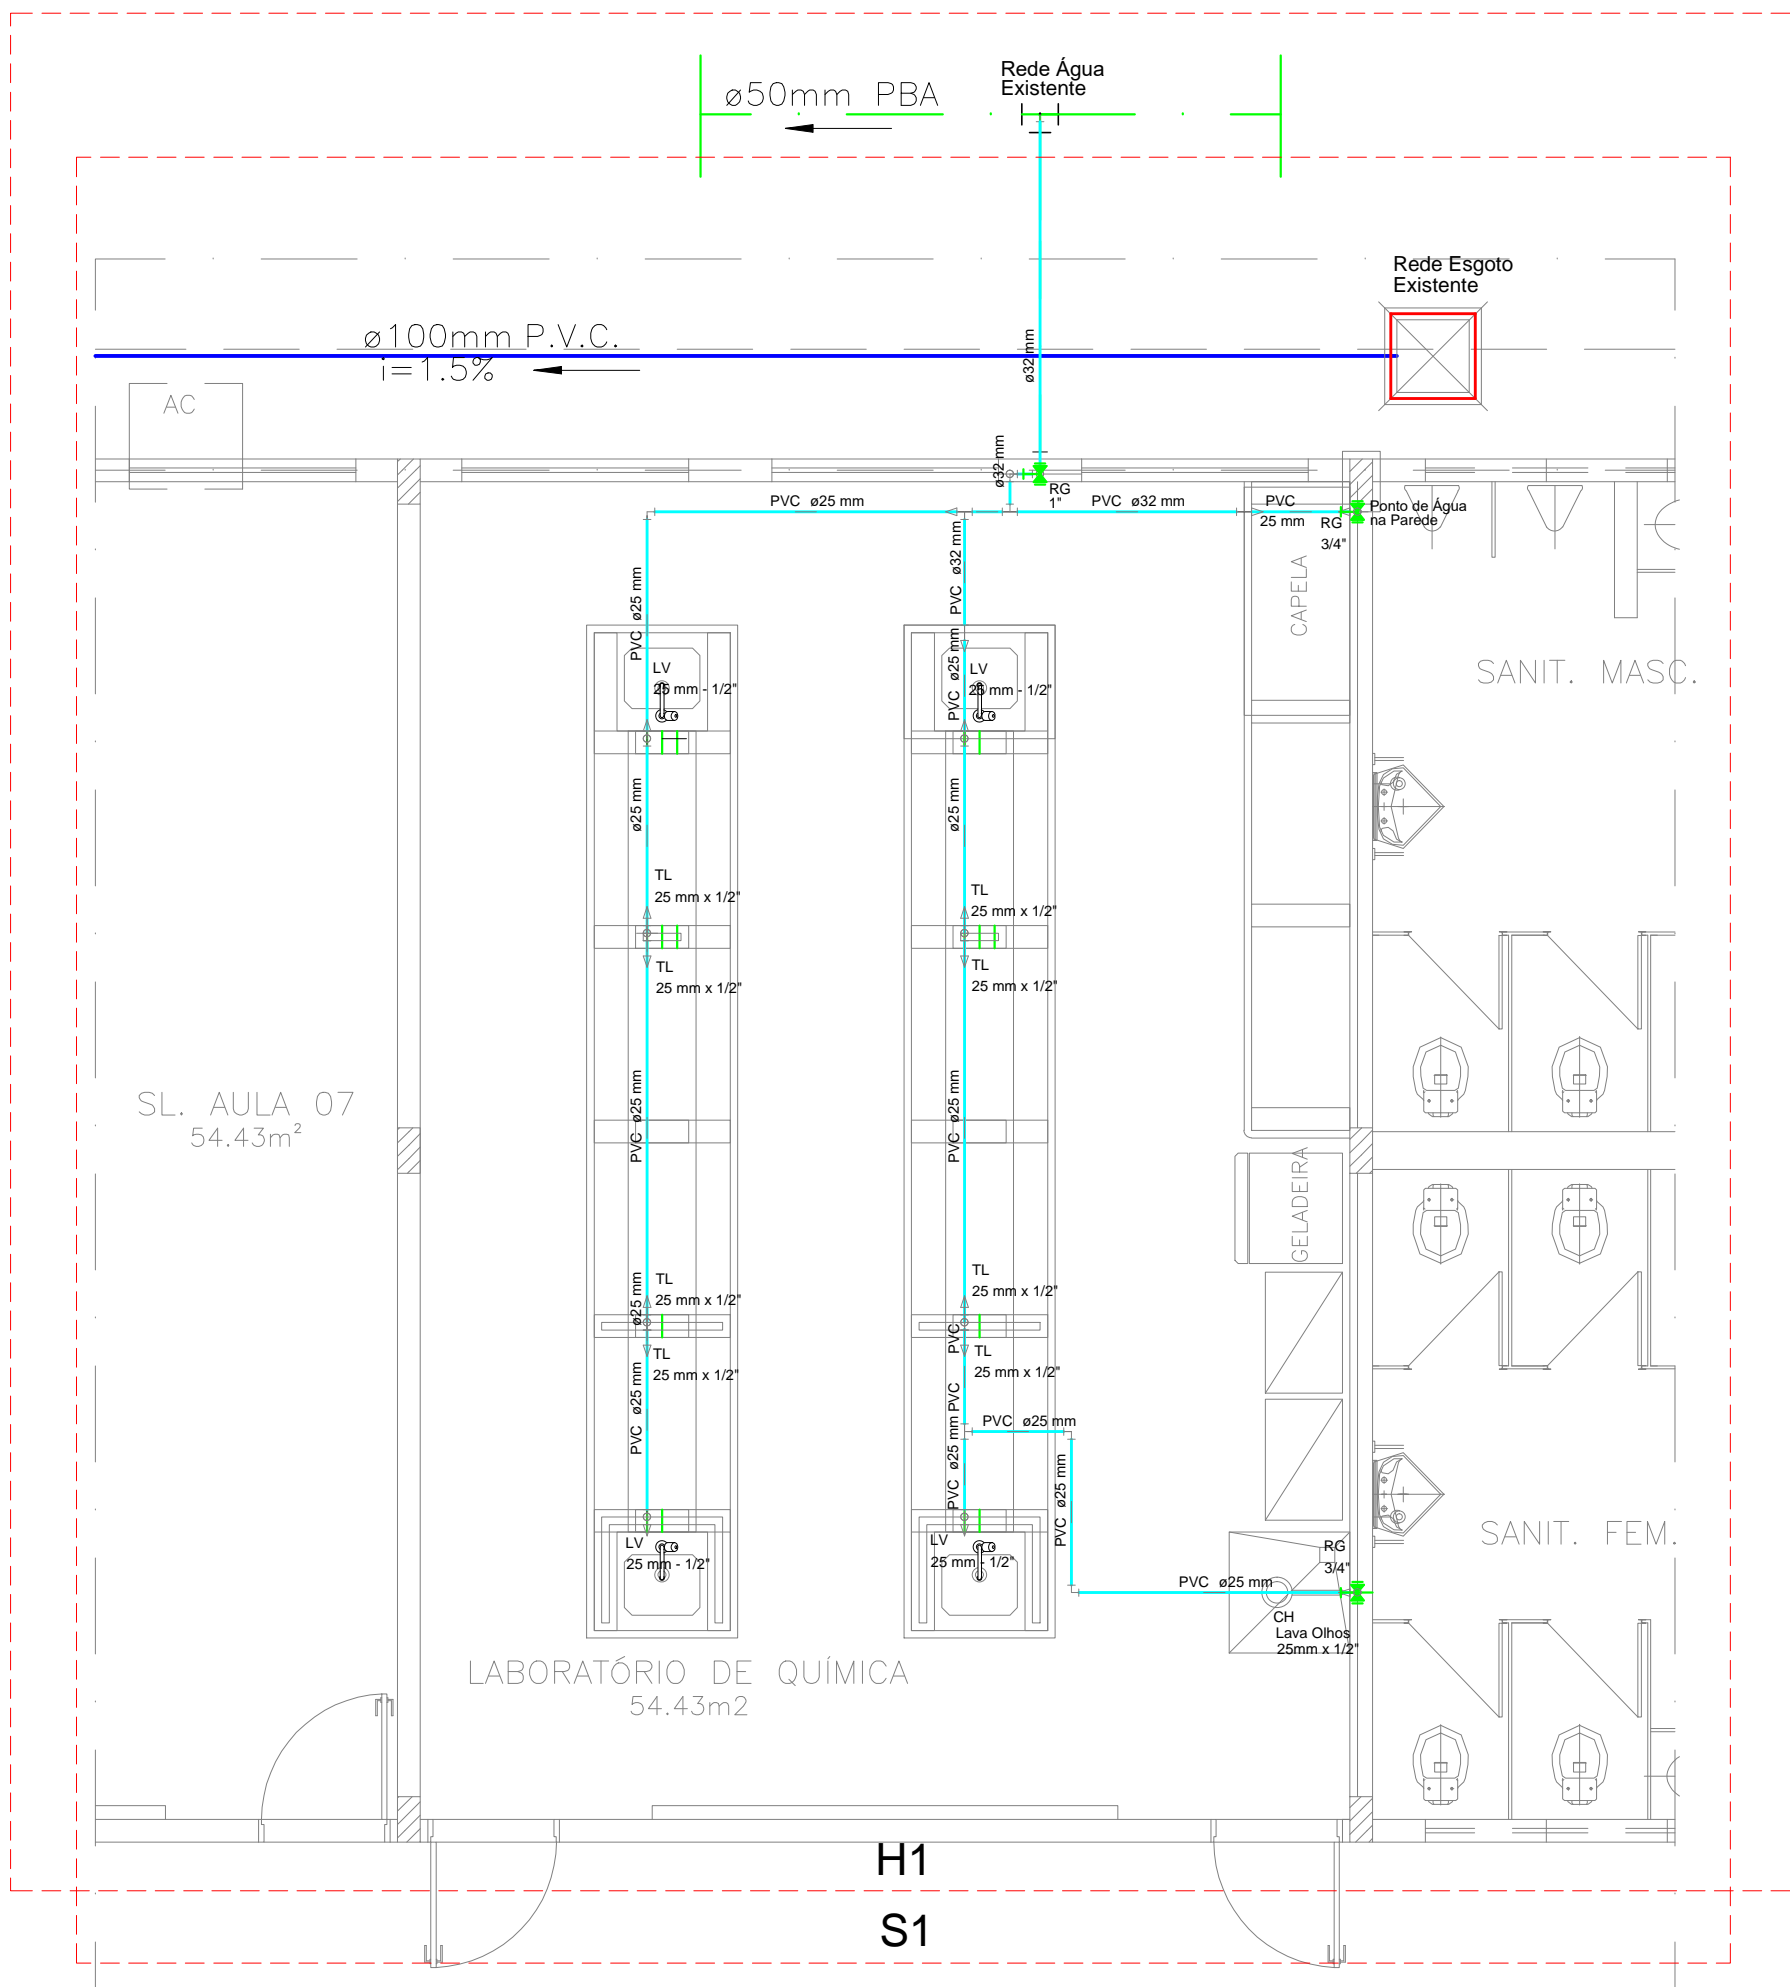 Rede Água
Existente
ø50mm PBA
Rede Esgoto
Existente
ø100mm P.V.C.
i=1.5%
ø32 mm
AC
ø32 mm
RG
1"
PVC ø25 mm
PVC ø32 mm
PVC
25 mm
RG
3/4"
Ponto de Água
na Parede
PVC ø32 mm
PVC ø25 mm
PVC ø25 mm
CAPELA
SANIT. MASC.
LV
25 mm - 1/2"
LV
25 mm - 1/2"
ø25 mm
ø25 mm
TL
25 mm x 1/2"
TL
25 mm x 1/2"
TL
25 mm x 1/2"
TL
25 mm x 1/2"
SL. AULA 07
54.43m²
PVC ø25 mm
PVC ø25 mm
GELADEIRA
TL
25 mm x 1/2"
TL
25 mm x 1/2"
ø25 mm
PVC
TL
25 mm x 1/2"
TL
25 mm x 1/2"
PVC ø25 mm
PVC
PVC ø25 mm
PVC ø25 mm
PVC ø25 mm
SANIT. FEM.
LV
25 mm - 1/2"
LV
25 mm - 1/2"
RG
3/4"
PVC ø25 mm
CH
Lava Olhos
25mm x 1/2"
LABORATÓRIO DE QUÍMICA
54.43m2
H1
S1